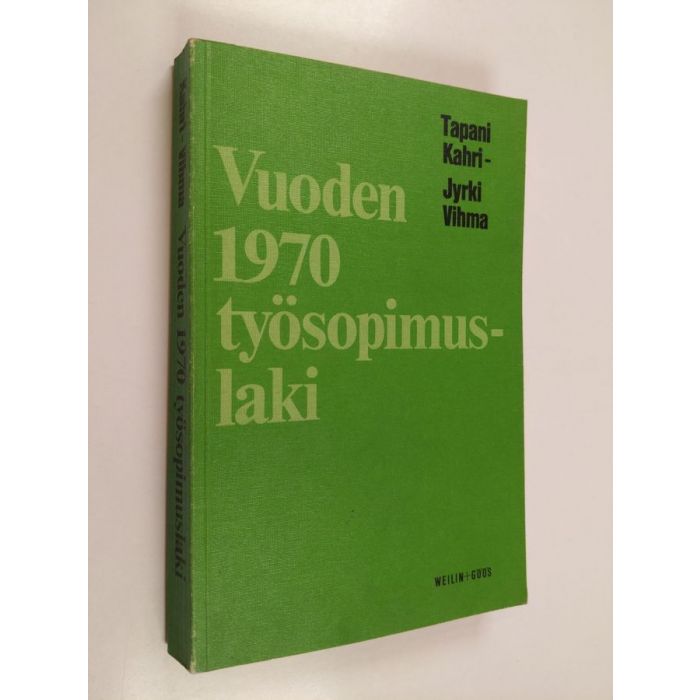 Tapani
Kahri-
Jyrki
Vihma
Vuoden
1970
työsopimus-
laki
WEILIN+GÖÖS
Kahri - Vihma Vuoden 1970 työsopimuslaki